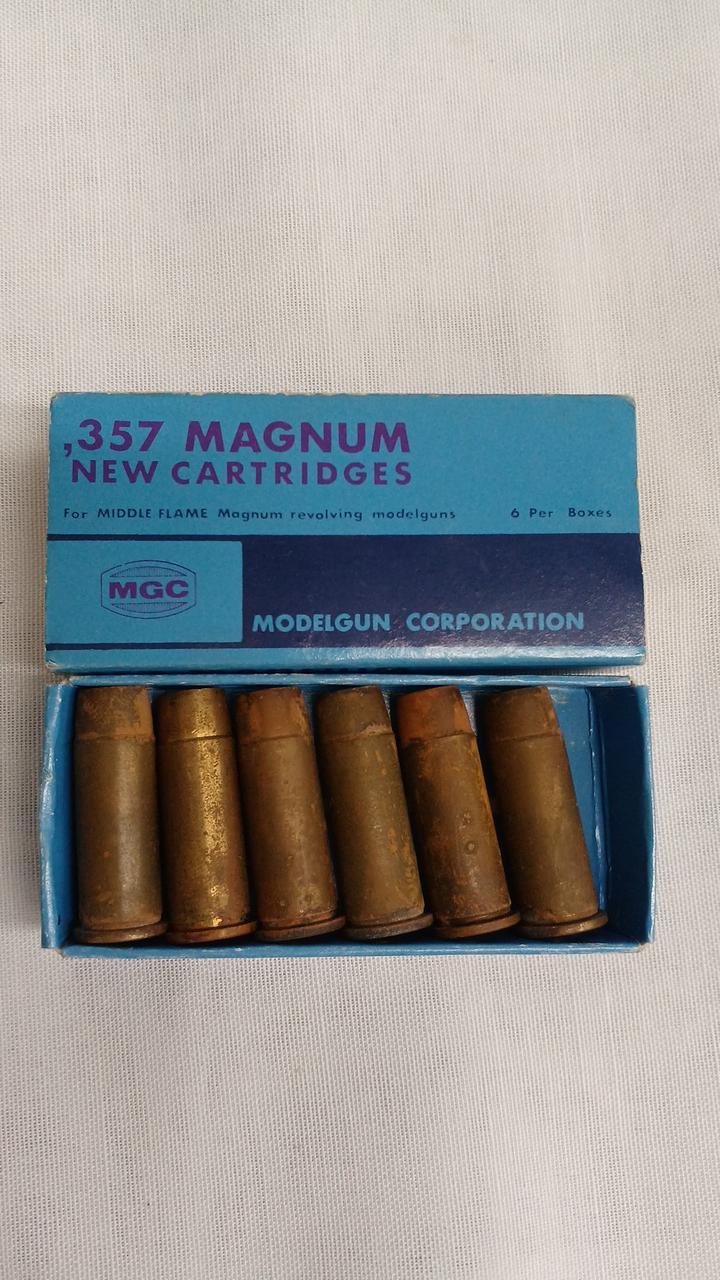 ,357 MAGNUM
NEW CARTRIDGES
For MIDDLE FLAME Magnum revolving modelguns 6 Per Boxes
MGC
MODELGUN CORPORATION